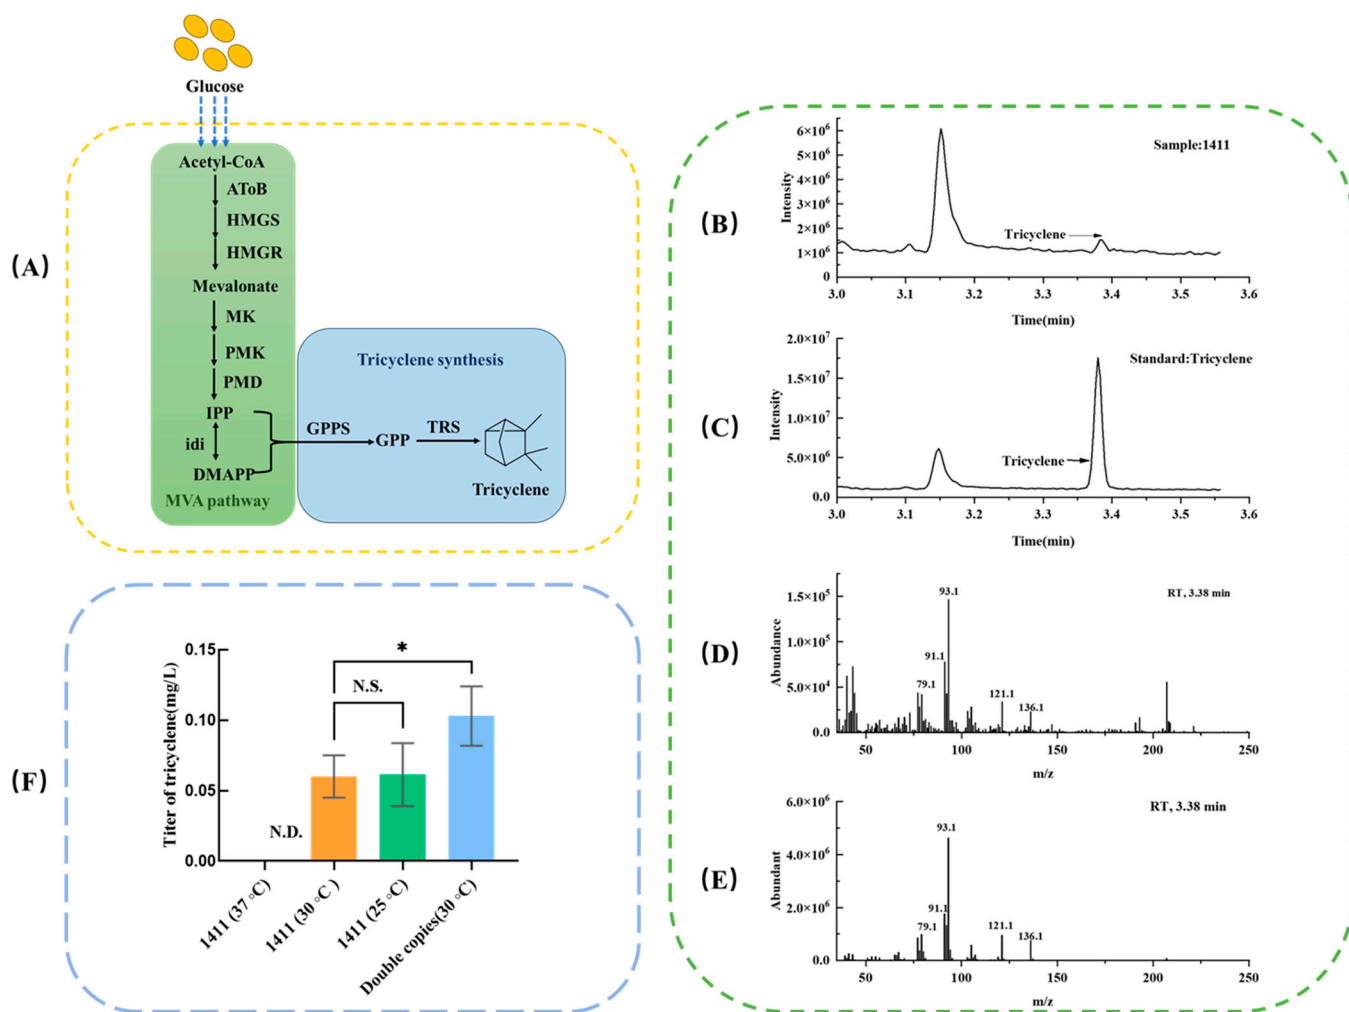 Glucose
(A)
Acetyl-CoA
AToB
HMGS
HMGR
Mevalonate
MK
PMK
PMD
IPP
idi
DMAPP
MVA pathway
Tricyclene synthesis
GPPS
GPP
TRS
Tricyclene
(B)
Sample:1411
Intensity
6×10⁶
5×10⁶
4×10⁶
3×10⁶
2×10⁶
1×10⁶
0
Tricyclene
3.0 3.1 3.2 3.3 3.4 3.5 3.6
Time(min)
(C)
Standard:Tricyclene
Intensity
2.0×10⁷
1.5×10⁷
1.0×10⁷
5.0×10⁶
0.0
Tricyclene
3.0 3.1 3.2 3.3 3.4 3.5 3.6
Time(min)
(D)
RT, 3.38 min
Abundance
1.5×10⁵
1.0×10⁵
5.0×10⁴
0.0
93.1
91.1
79.1
121.1
136.1
50 100 150 200 250
m/z
(E)
RT, 3.38 min
Abundant
6.0×10⁶
4.0×10⁶
2.0×10⁶
0.0
93.1
91.1
79.1
121.1
136.1
50 100 150 200 250
m/z
(F)
Titer of tricyclene(mg/L)
0.15
0.10
0.05
0.00
*
N.S.
N.D.
1411 (37 °C)
1411 (30 °C )
1411 (25 °C)
Double copies(30 °C)